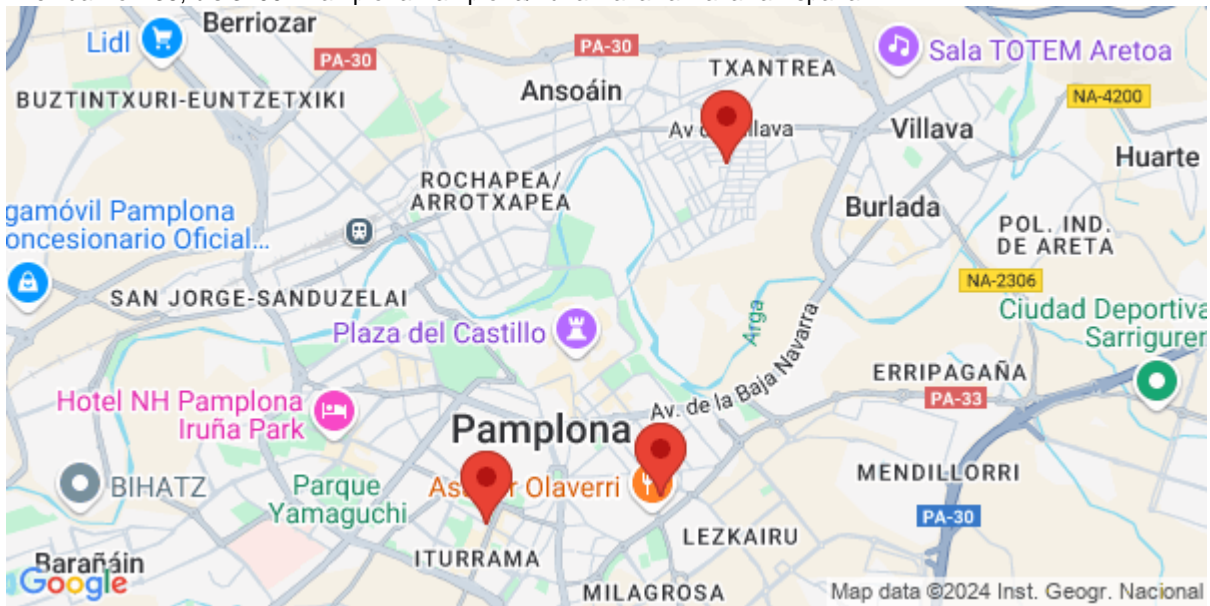 Lidl
Berriozar
PA-30
PA-30
TXANTREA
Sala TOTEM Aretoa
BUZTINTXURI-EUNTZETXIKI
Ansoáin
NA-4200
Villava
Huarte
ROCHAPEA/
ARROTXAPEA
gamóvil Pamplona
oncesionario Oficial...
Burlada
POL. IND.
DE ARETA
NA-2306
SAN JORGE-SANDUZELAI
Plaza del Castillo
Arga
Ciudad Deportiva
Sarriguren
ERRIPAGAÑA
PA-33
Hotel NH Pamplona
Iruña Park
Av. de la Baja Navarra
Pamplona
MENDILLORRI
BIHATZ
Parque
Yamaguchi
Olaverri
PA-30
LEZKAIRU
Barañáin
ITURRAMA
MILAGROSA
Google
Map data ©2024 Inst. Geogr. Nacional